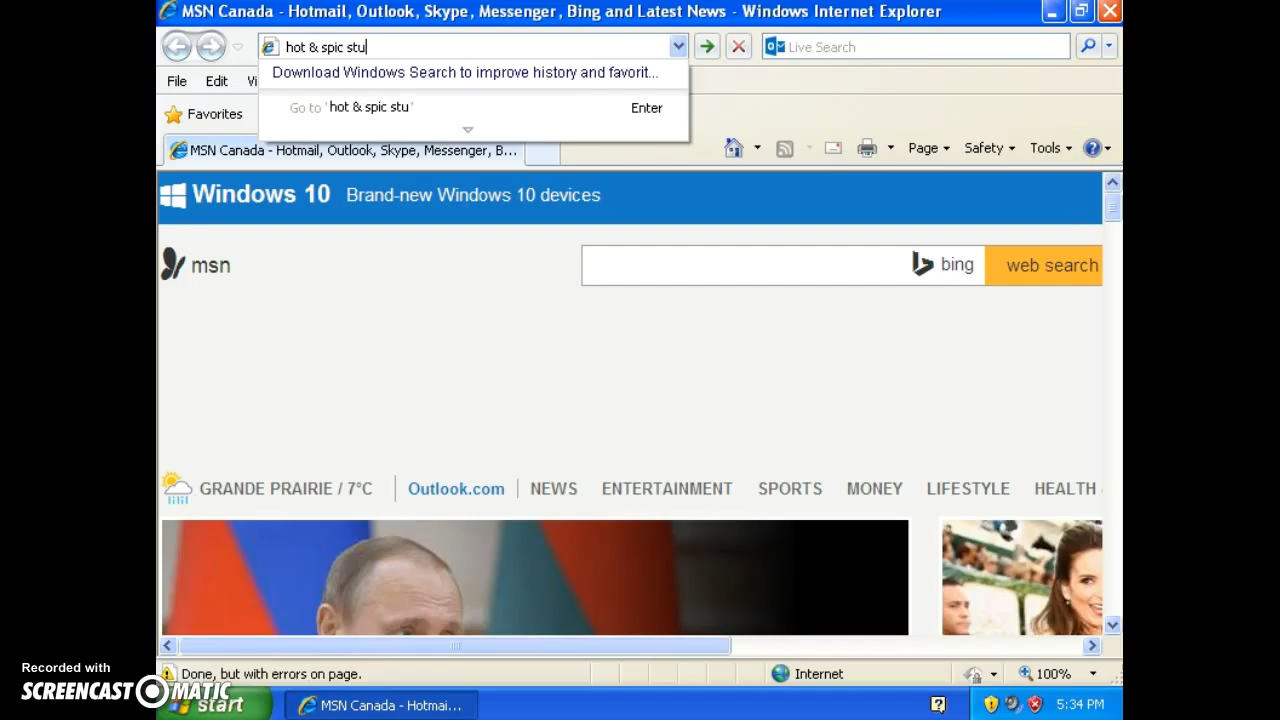 MSN Canada - Hotmail, Outlook, Skype, Messenger, Bing and Latest News - Windows Internet Explorer
hot & spic stu
Live Search
Download Windows Search to improve history and favorit...
Go to 'hot & spic stu'
Enter
File
Edit
Vi
Favorites
MSN Canada - Hotmail, Outlook, Skype, Messenger, B...
Page
Safety
Tools
Windows 10 Brand-new Windows 10 devices
msn
bing
web search
GRANDE PRAIRIE / 7°C
Outlook.com
NEWS
ENTERTAINMENT
SPORTS
MONEY
LIFESTYLE
HEALTH
Done, but with errors on page.
Internet
100%
Recorded with
SCREENCAST-O-MATIC
start
MSN Canada - Hotmai...
5:34 PM